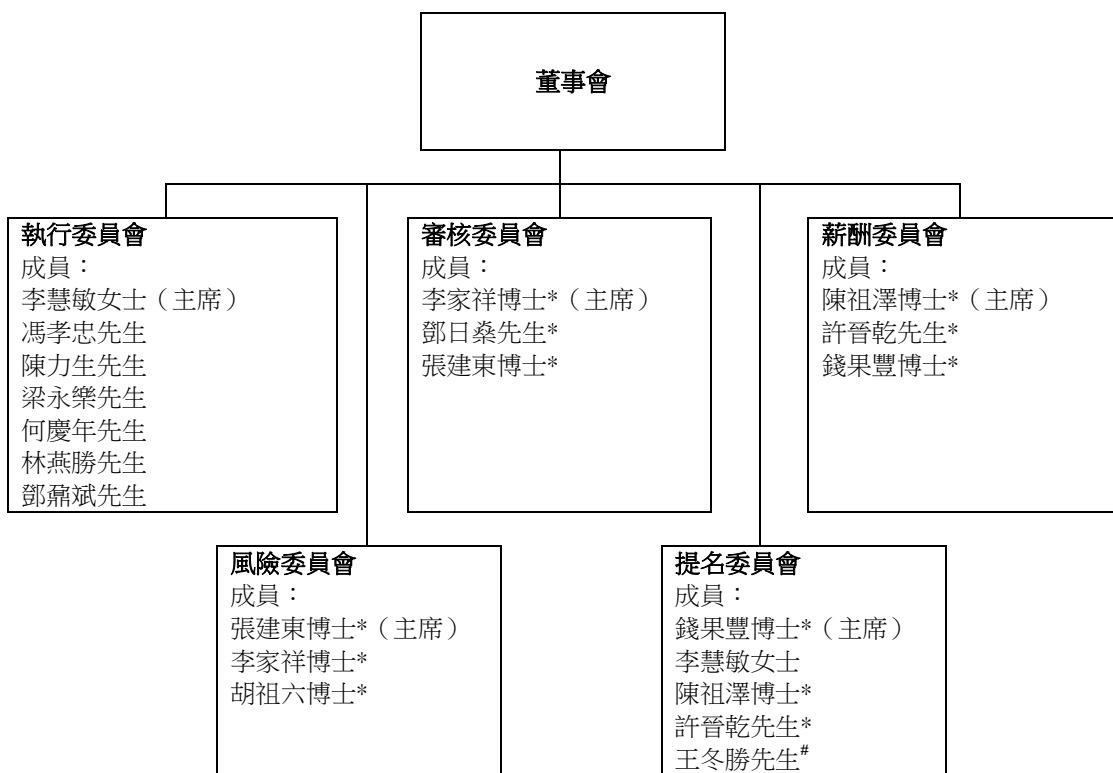 董事會
執行委員會
成員：
李慧敏女士（主席）
馮孝忠先生
陳力生先生
梁永樂先生
何慶年先生
林燕勝先生
鄧鼐斌先生
審核委員會
成員：
李家祥博士*（主席）
鄧日燊先生*
張建東博士*
薪酬委員會
成員：
陳祖澤博士*（主席）
許晉乾先生*
錢果豐博士*
風險委員會
成員：
張建東博士*（主席）
李家祥博士*
胡祖六博士*
提名委員會
成員：
錢果豐博士*（主席）
李慧敏女士
陳祖澤博士*
許晉乾先生*
王冬勝先生#